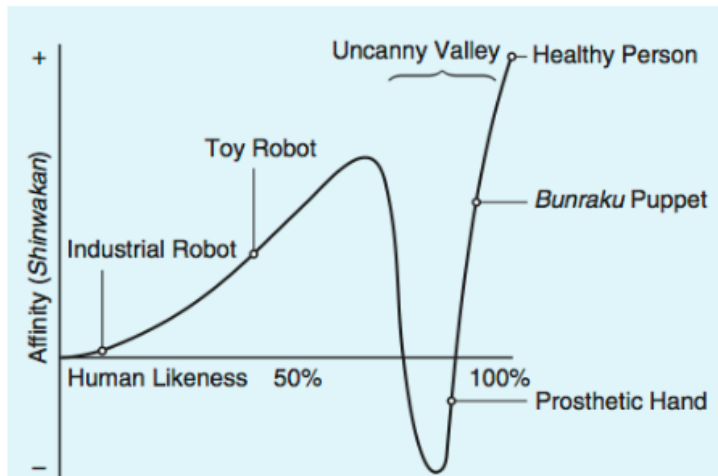 +
Uncanny Valley
Healthy Person
Toy Robot
Bunraku Puppet
Industrial Robot
Affinity (Shinwakan)
Human Likeness 50% 100%
Prosthetic Hand
–